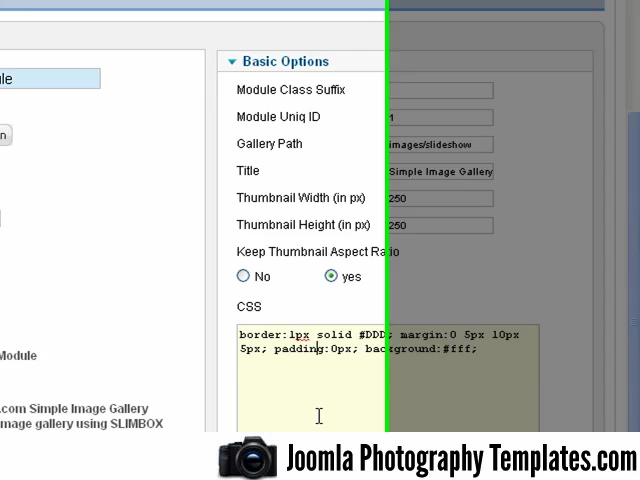 ule
Basic Options
Module Class Suffix
n
Module Uniq ID 1
Gallery Path images/slideshow
Title Simple Image Gallery
Thumbnail Width (in px) 250
Thumbnail Height (in px) 250
Keep Thumbnail Aspect Ratio
No yes
CSS
border:1px solid #DDD; margin:0 5px 10px
5px; padding:0px; background:#fff;
Module
.com Simple Image Gallery
mage gallery using SLIMBOX
Joomla Photography Templates.com